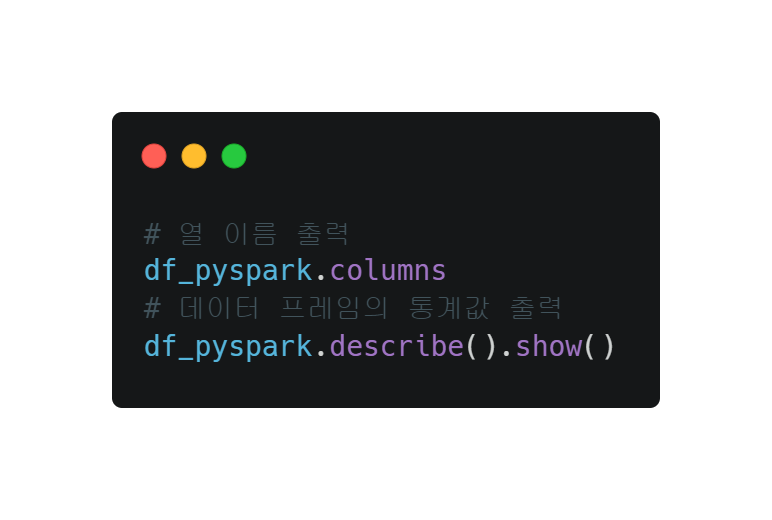 # 열 이름 출력
df_pyspark.columns
# 데이터 프레임의 통계값 출력
df_pyspark.describe().show()